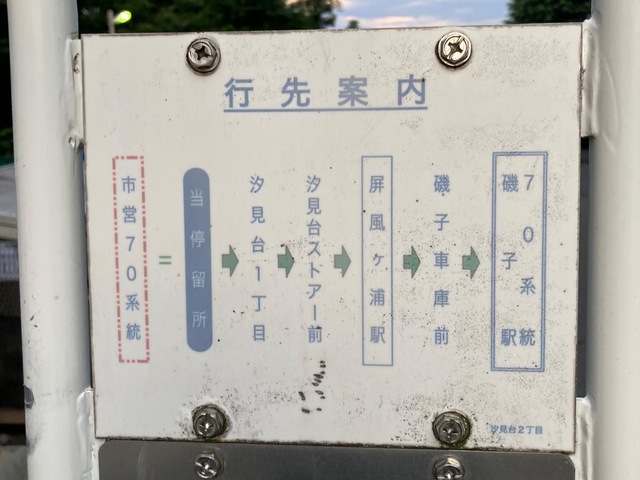 行先案内
市営70系統
=
当停留所
汐見台1丁目
汐見台ストアー前
屏風ヶ浦駅
磯子車庫前
70系統
磯子駅
汐見台2丁目